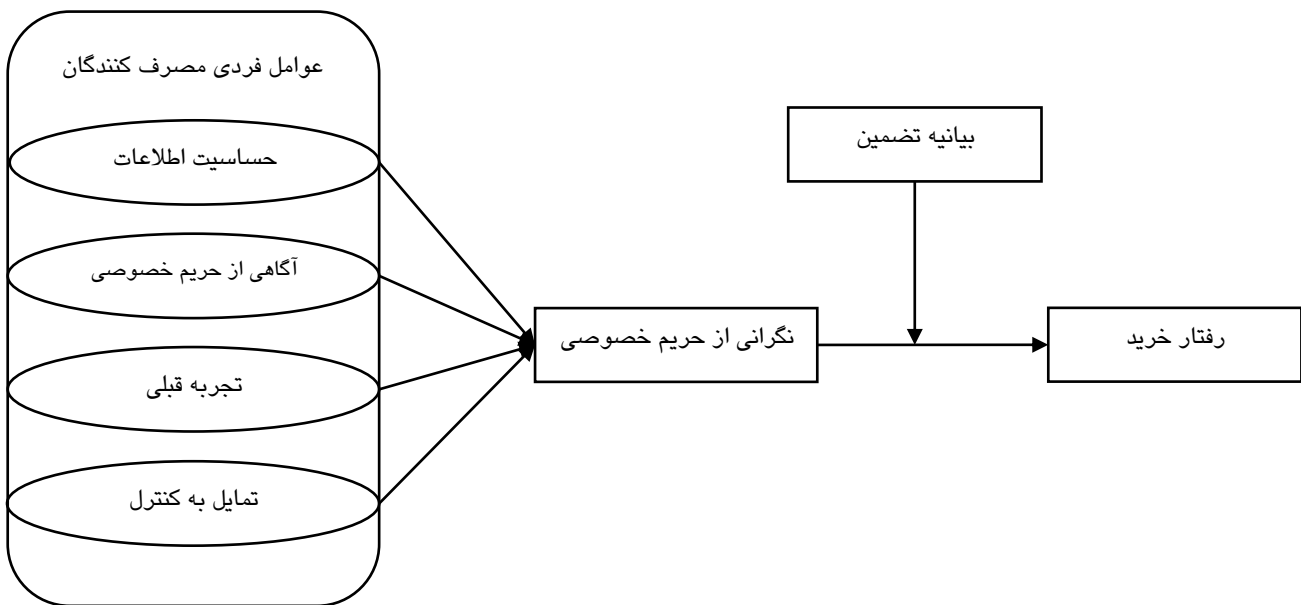 عوامل فردی مصرف کنندگان
حساسیت اطلاعات
آگاهی از حریم خصوصی
تجربه قبلی
تمایل به کنترل
نگرانی از حریم خصوصی
بیانیه تضمین
رفتار خرید